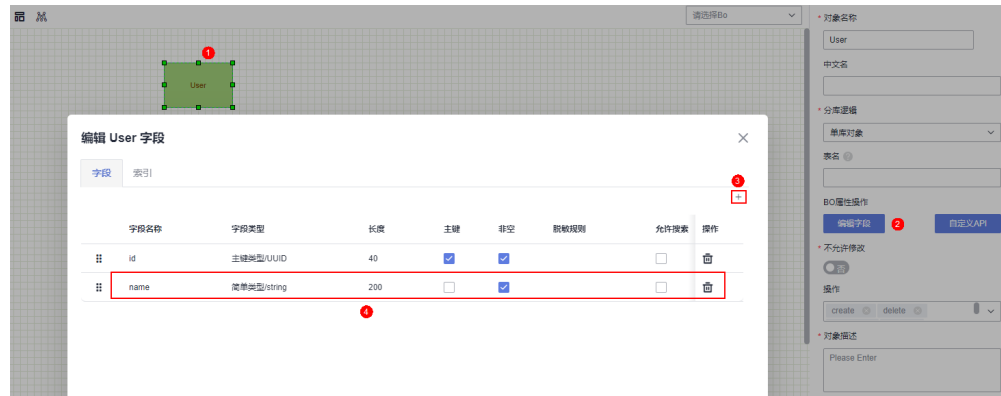 请选择Bo
1
User
编辑 User 字段
字段 索引
3
+
字段名称 字段类型 长度 主键 非空 脱敏规则 允许搜索 操作
id 主键类型/UUID 40
name 简单类型/string 200
4
* 对象名称
User
中文名
* 分库逻辑
单库对象
表名
BO属性操作
编辑字段 2 自定义API
* 不允许修改
否
操作
create delete
* 对象描述
Please Enter